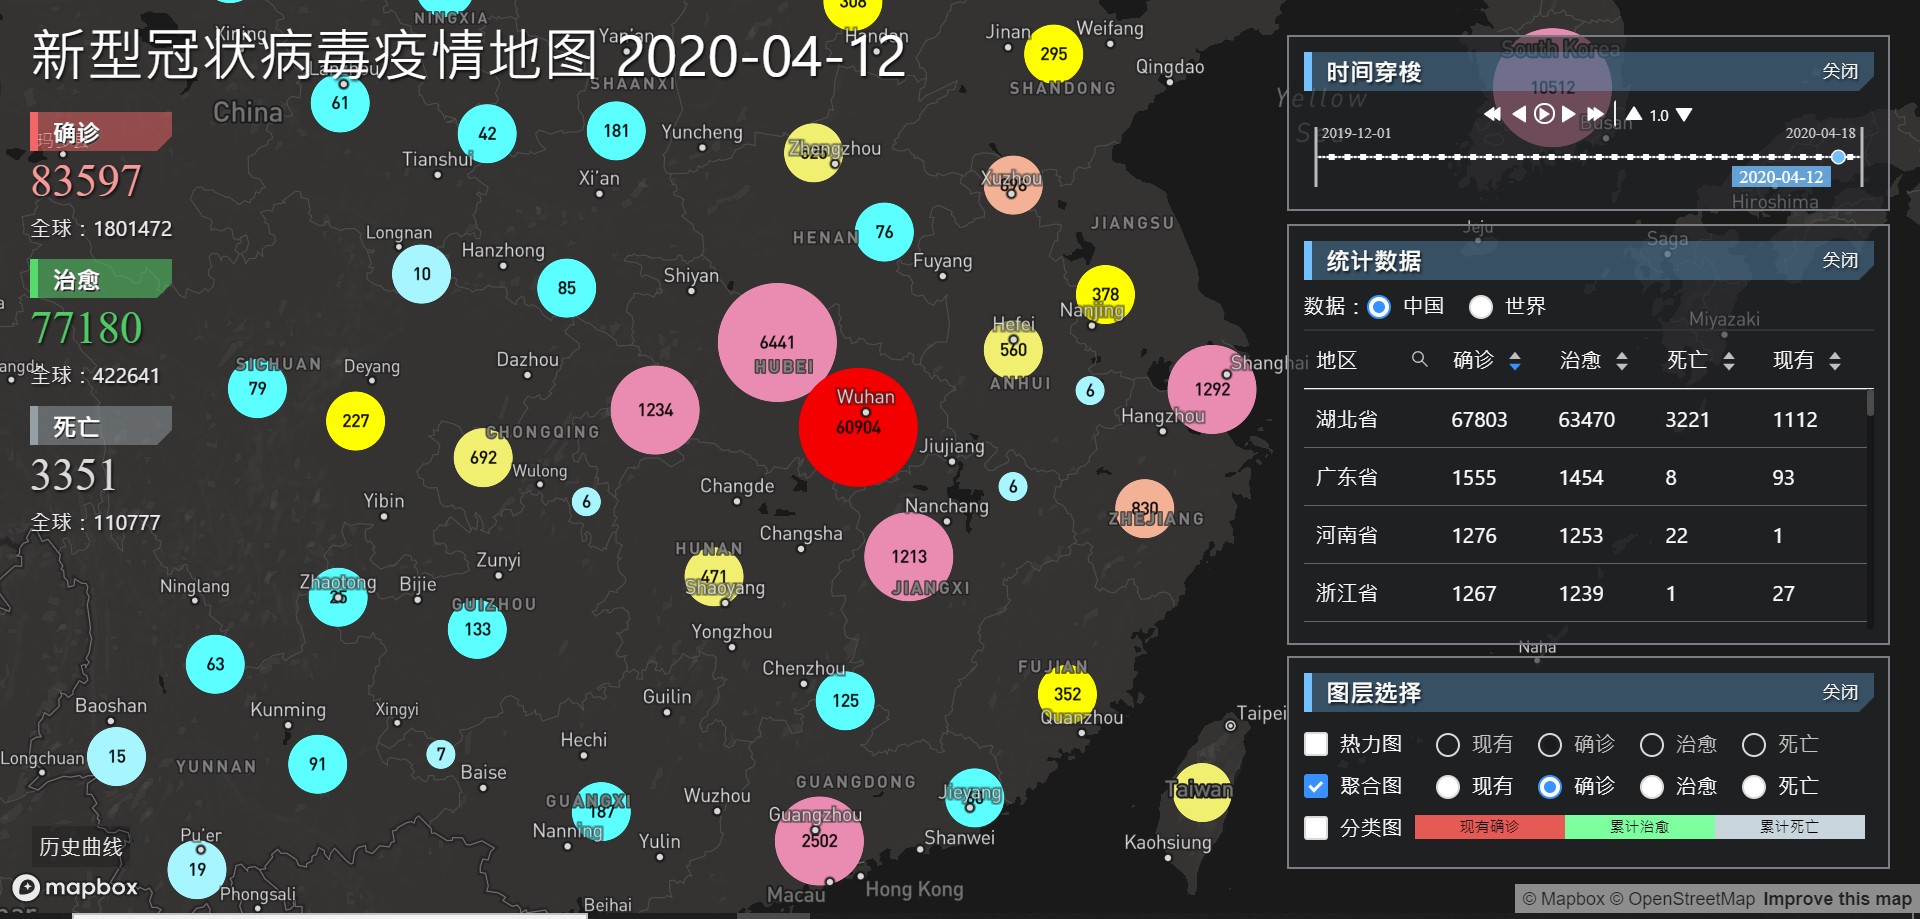 新型冠状病毒疫情地图 2020-04-12
确诊
83597
全球：1801472
治愈
77180
全球：422641
死亡
3351
全球：110777
历史曲线
mapbox
时间穿梭 关闭
1.0
2019-12-01 2020-04-18
2020-04-12
统计数据 关闭
数据： 中国 世界
地区 确诊 治愈 死亡 现有
湖北省 67803 63470 3221 1112
广东省 1555 1454 8 93
河南省 1276 1253 22 1
浙江省 1267 1239 1 27
图层选择 关闭
热力图 现有 确诊 治愈 死亡
聚合图 现有 确诊 治愈 死亡
分类图 现有确诊 累计治愈 累计死亡
© Mapbox © OpenStreetMap Improve this map
China
Xining
NINGXIA
Yan'an
Handan
308
Jinan
Weifang
295
Qingdao
SHANDONG
Lanzhou
61
SHAANXI
42
181
Yuncheng
Zhengzhou
Tianshui
Xi'an
Xuzhou
JIANGSU
Yellow
South Korea
10512
Busan
Hiroshima
Jeju
Saga
Miyazaki
Naha
Longnan
10
Hanzhong
85
Shiyan
HENAN
76
Fuyang
378
Nanjing
Hefei
560
ANHUI
6441
HUBEI
Wuhan
60904
6
Hangzhou
Shanghai
1292
SICHUAN
79
Deyang
227
Dazhou
1234
CHONGQING
692
Wulong
6
Yibin
Jiujiang
6
Nanchang
Changde
Changsha
830
ZHEJIANG
1213
JIANGXI
HUNAN
471
Shaoyang
Yongzhou
Chenzhou
125
Zunyi
Bijie
GUIZHOU
133
Zhaotong
25
Ninglang
63
Baoshan
Longchuan
15
YUNNAN
Kunming
91
Xingyi
7
Baise
Guilin
Hechi
GUANGXI
187
Nanning
Yulin
Wuzhou
GUANGDONG
Guangzhou
2502
Macau
Hong Kong
Jieyang
Shanwei
FUJIAN
352
Quanzhou
Taipei
Taiwan
Kaohsiung
Pu'er
19
Phongsali
Beihai